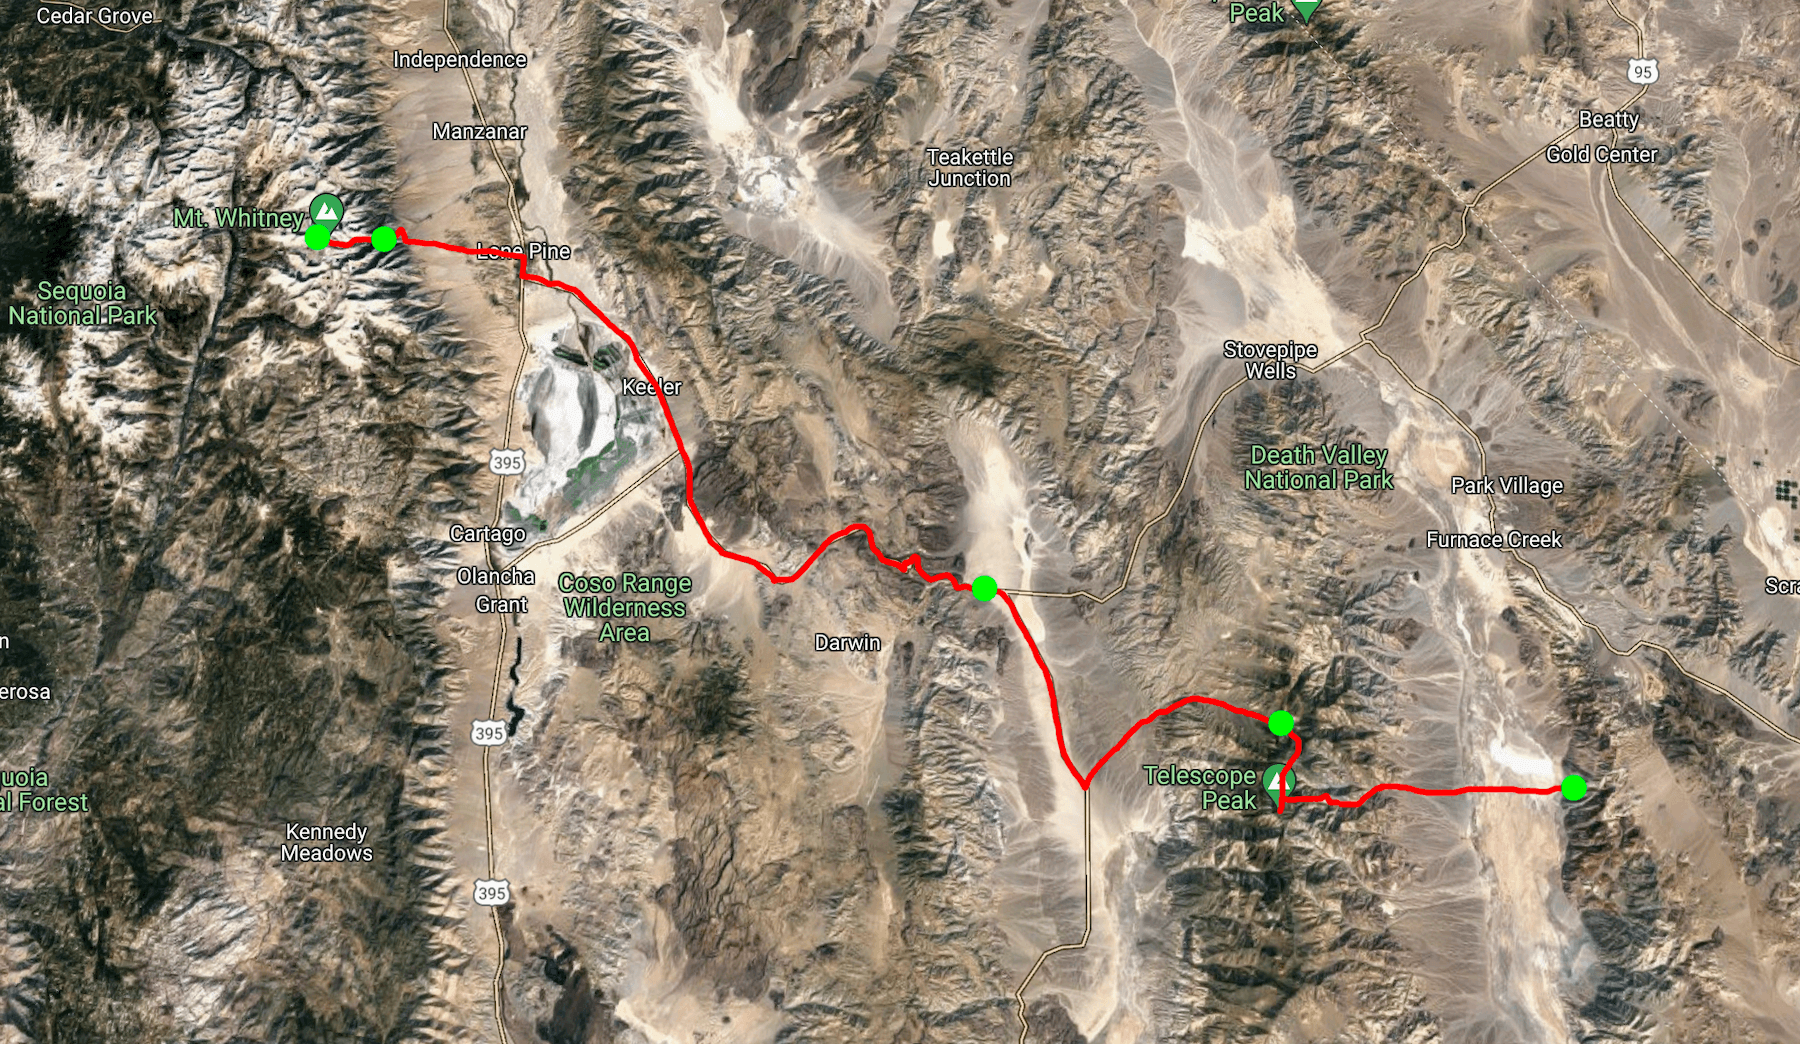 Cedar Grove
Peak
Independence
95
Manzanar
Beatty
Gold Center
Teakettle
Junction
Mt. Whitney
Lone Pine
Sequoia
National Park
Stovepipe
Wells
Keeler
395
Death Valley
National Park
Park Village
Cartago
Furnace Creek
Olancha
Grant
Coso Range
Wilderness
Area
Scra
n
Darwin
erosa
395
Telescope
Peak
uoia
al Forest
Kennedy
Meadows
395